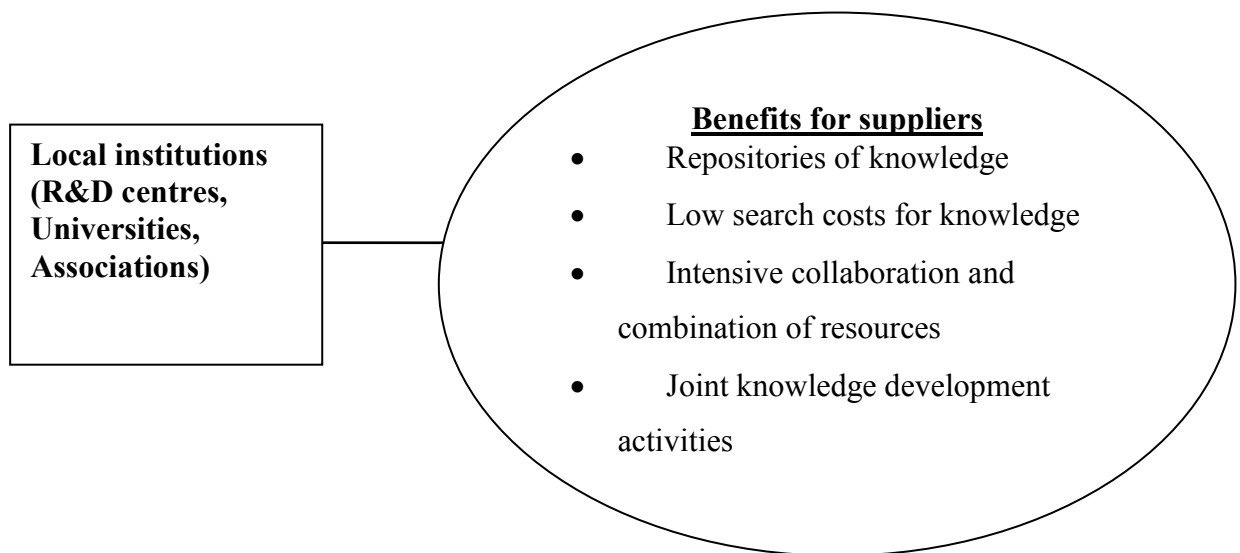 Local institutions
(R&D centres,
Universities,
Associations)
Benefits for suppliers
• Repositories of knowledge
• Low search costs for knowledge
• Intensive collaboration and
combination of resources
• Joint knowledge development
activities